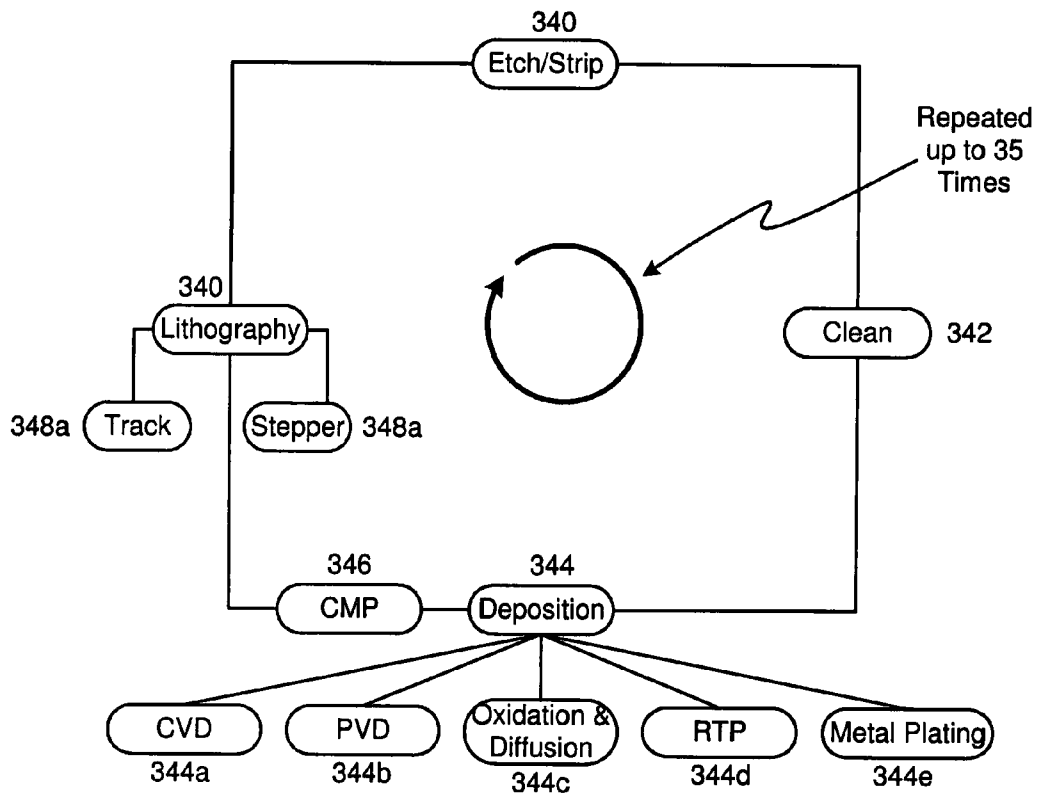 340
Etch/Strip
Repeated
up to 35
Times
340
Lithography
Clean
342
348a
Track
Stepper
348a
346
CMP
344
Deposition
CVD
344a
PVD
344b
Oxidation &
Diffusion
344c
RTP
344d
Metal Plating
344e